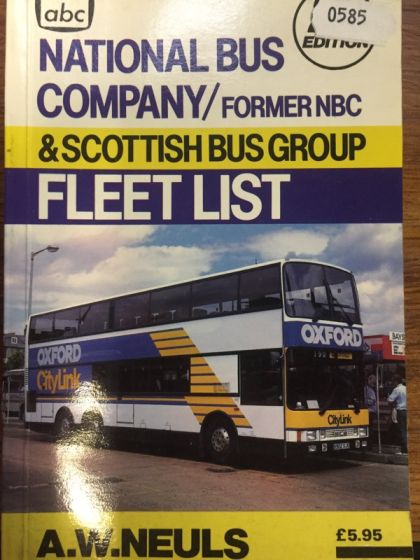 abc
0585
EDITION
NATIONAL BUS
COMPANY/FORMER NBC
& SCOTTISH BUS GROUP
FLEET LIST
OXFORD
OXFORD
CityLink
CityLink
A.W.NEULS
£5.95